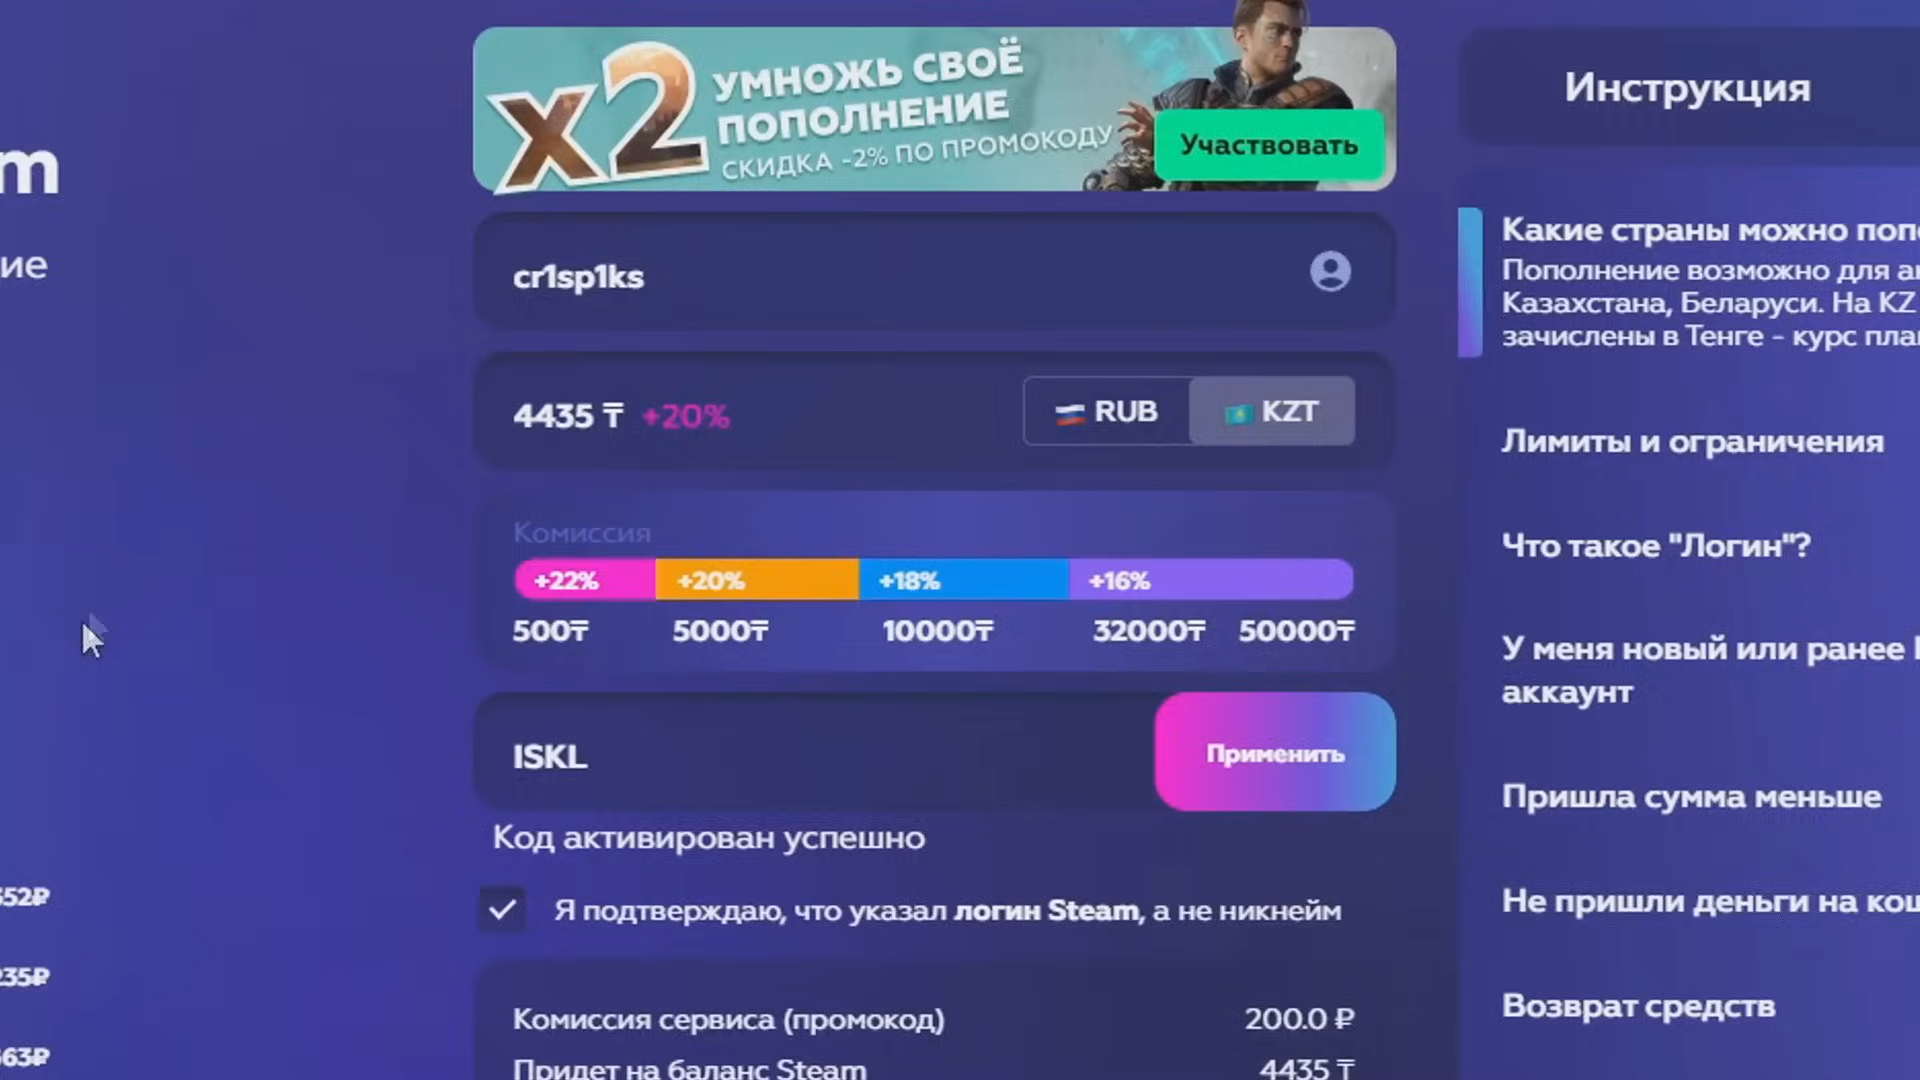 x2
УМНОЖЬ СВОЁ
ПОПОЛНЕНИЕ
СКИДКА -2% ПО ПРОМОКОДУ
Участвовать
cr1sp1ks
4435 ₸ +20%
RUB KZT
Комиссия
+22% +20% +18% +16%
500₸ 5000₸ 10000₸ 32000₸ 50000₸
ISKL
Применить
Код активирован успешно
Я подтверждаю, что указал логин Steam, а не никнейм
Комиссия сервиса (промокод) 200.0 ₽
Придет на баланс Steam 4435 ₸
Инструкция
Какие страны можно
Пополнение возможно для
Казахстана, Беларуси. На KZ
зачислены в Тенге - курс
Лимиты и ограничения
Что такое "Логин"?
У меня новый или ранее
аккаунт
Пришла сумма меньше
Не пришли деньги на
Возврат средств